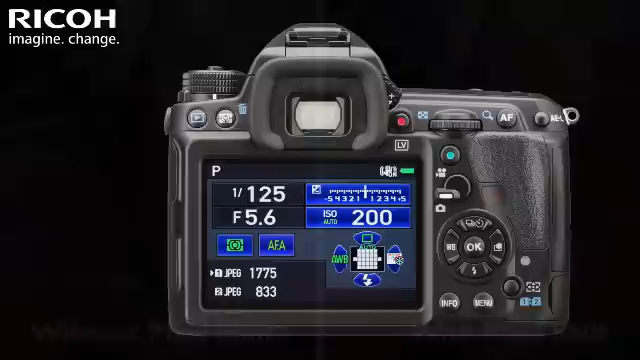 RICOH
imagine. change.
AF
AE-L
LV
P
1/ 125
-5 4 3 2 1 1 2 3 4 +5
F5.6
ISO AUTO 200
AFA
AWB
1 JPEG 1775
2 JPEG 833
WB
OK
INFO
MENU